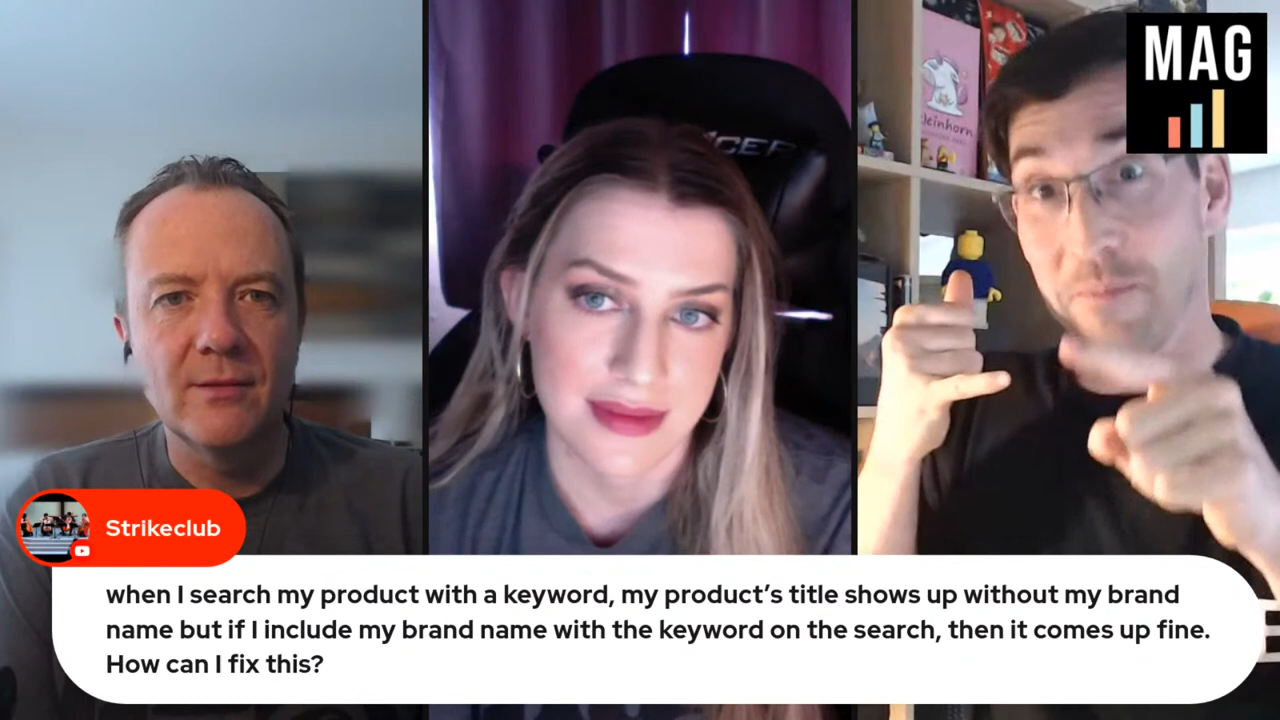 MAG
ACER
kleinhorn
Strikeclub
when I search my product with a keyword, my product’s title shows up without my brand
name but if I include my brand name with the keyword on the search, then it comes up fine.
How can I fix this?